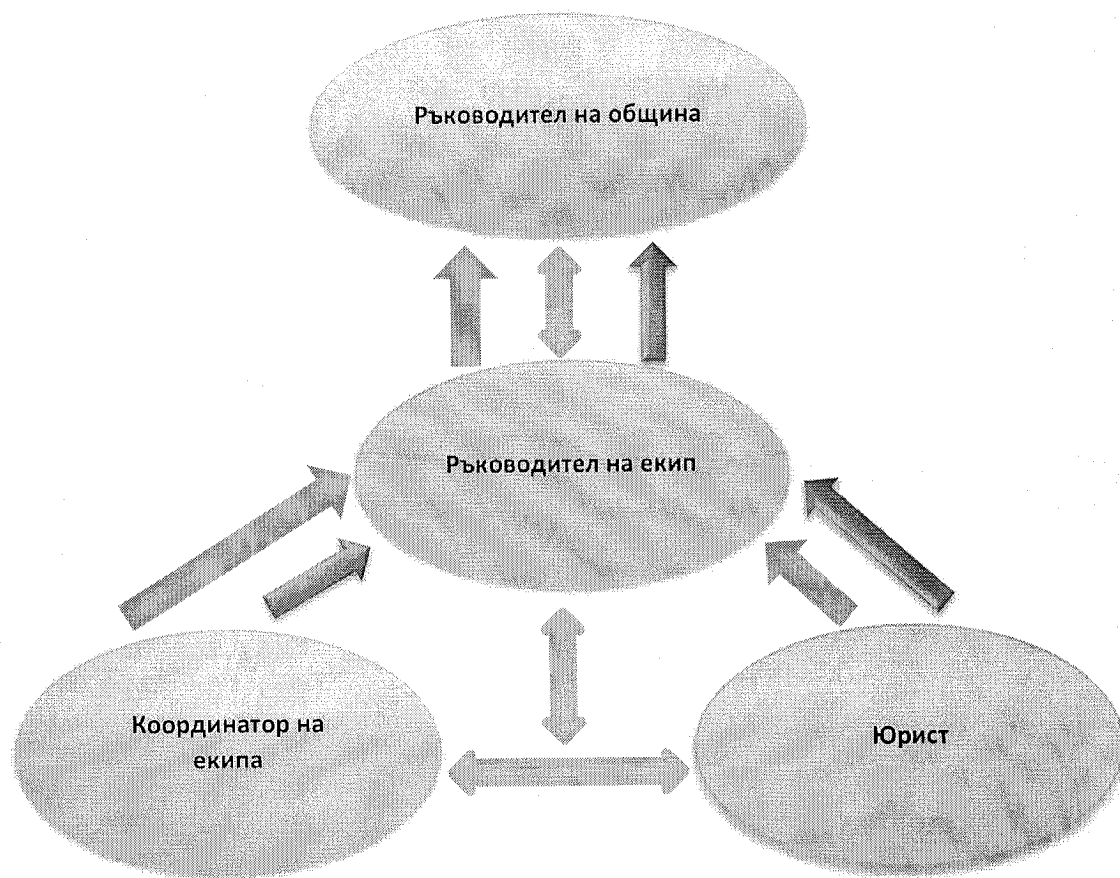 Ръководител на община
Ръководител на екип
Координатор на
екипа
Юрист